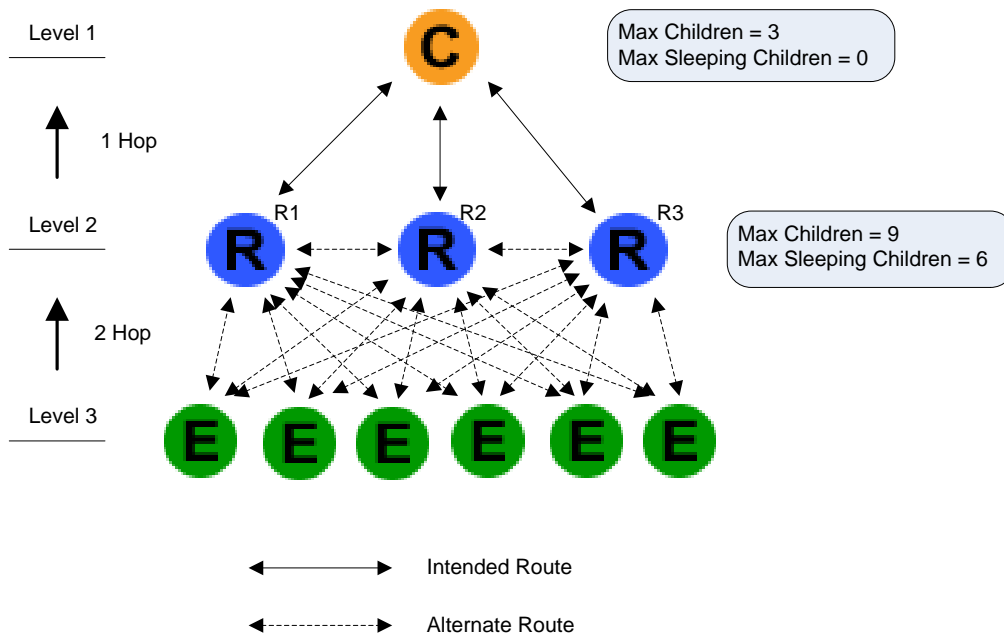 Level 1
C
Max Children = 3
Max Sleeping Children = 0
1 Hop
Level 2
R1
R2
R3
R
R
R
Max Children = 9
Max Sleeping Children = 6
2 Hop
Level 3
E
E
E
E
E
E
Intended Route
Alternate Route